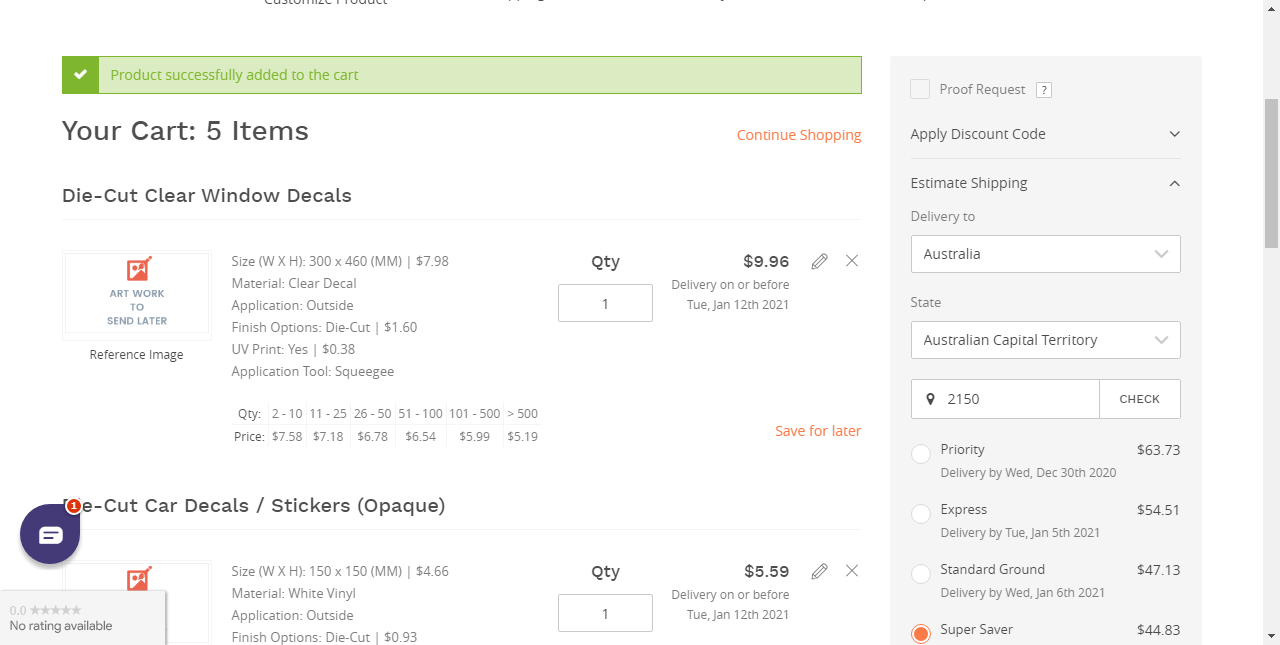 Customize Product
Product successfully added to the cart
Your Cart: 5 Items
Continue Shopping
Die-Cut Clear Window Decals
ART WORK
TO
SEND LATER
Reference Image
Size (W X H): 300 x 460 (MM) | $7.98
Material: Clear Decal
Application: Outside
Finish Options: Die-Cut | $1.60
UV Print: Yes | $0.38
Application Tool: Squeegee
Qty
1
$9.96
Delivery on or before
Tue, Jan 12th 2021
Qty: 2 - 10 11 - 25 26 - 50 51 - 100 101 - 500 > 500
Price: $7.58 $7.18 $6.78 $6.54 $5.99 $5.19
Save for later
Die-Cut Car Decals / Stickers (Opaque)
1
Size (W X H): 150 x 150 (MM) | $4.66
Material: White Vinyl
Application: Outside
Finish Options: Die-Cut | $0.93
Qty
1
$5.59
Delivery on or before
Tue, Jan 12th 2021
0.0
No rating available
Proof Request ?
Apply Discount Code
Estimate Shipping
Delivery to
Australia
State
Australian Capital Territory
2150 CHECK
Priority $63.73
Delivery by Wed, Dec 30th 2020
Express $54.51
Delivery by Tue, Jan 5th 2021
Standard Ground $47.13
Delivery by Wed, Jan 6th 2021
Super Saver $44.83